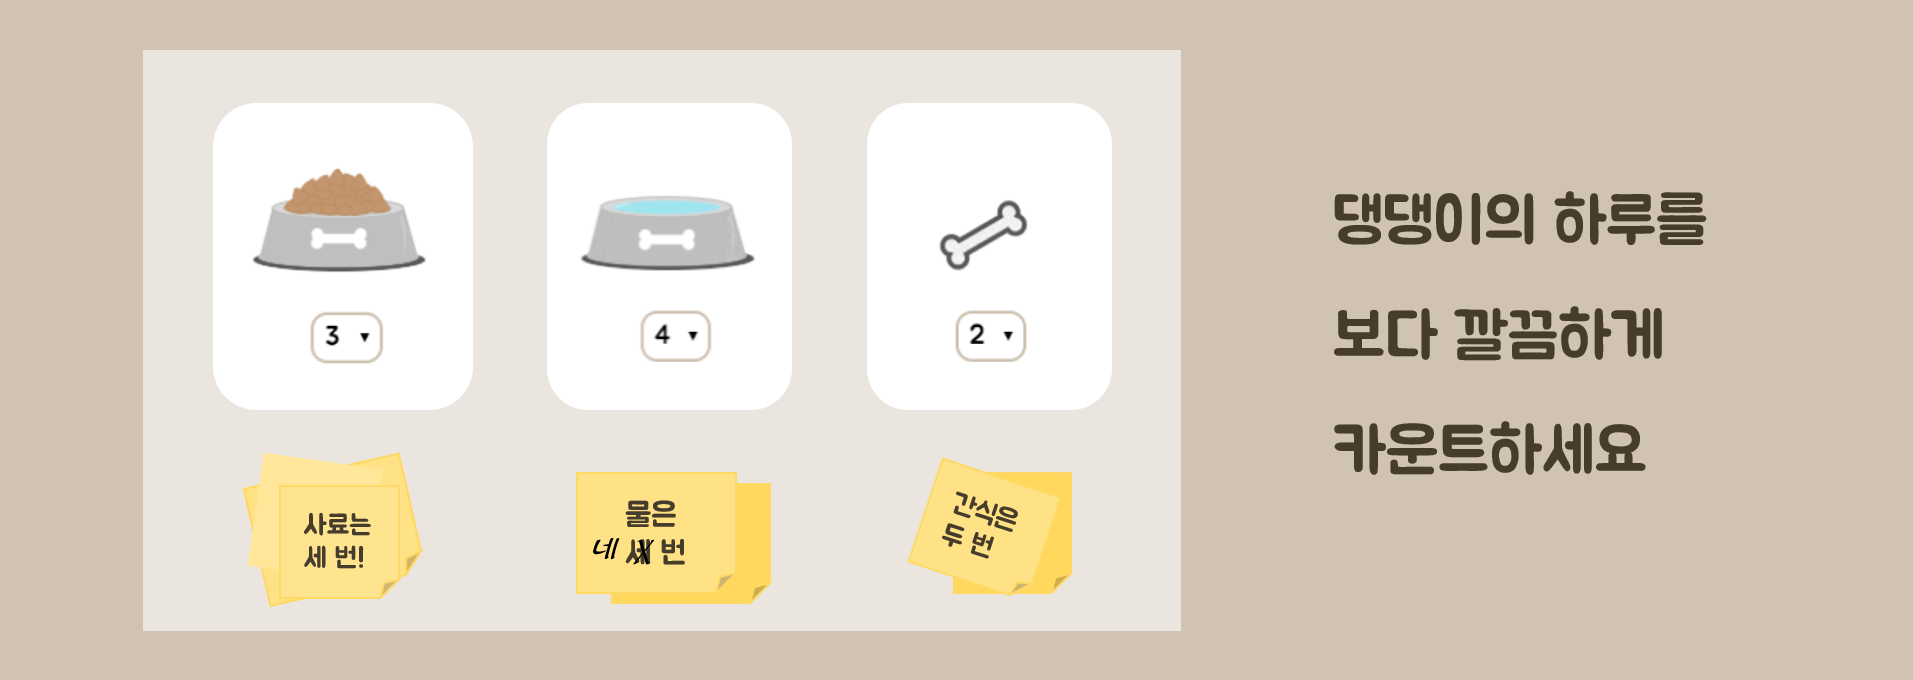 3 ▼
4 ▼
2 ▼
사료는
세 번!
물은
네 세 번
간식은
두 번
댕댕이의 하루를
보다 깔끔하게
카운트하세요